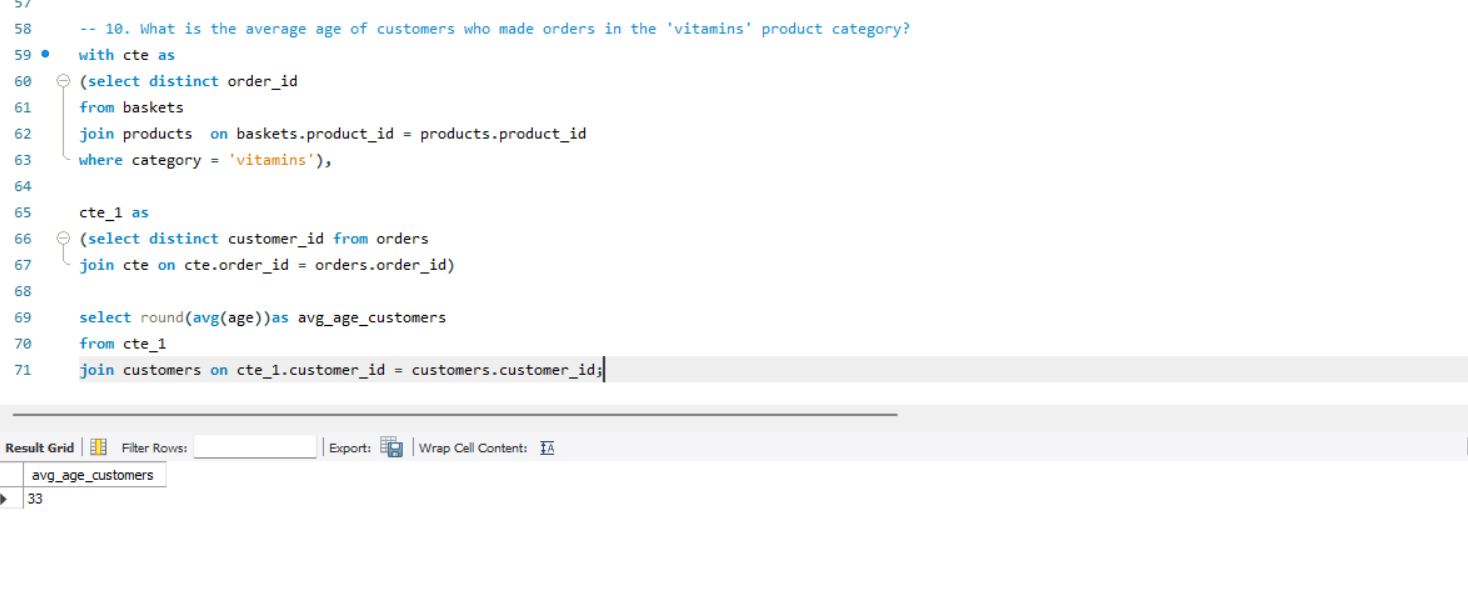 57
58 -- 10. What is the average age of customers who made orders in the 'vitamins' product category?
59 with cte as
60 (select distinct order_id
61 from baskets
62 join products  on baskets.product_id = products.product_id
63 where category = 'vitamins'),
64
65 cte_1 as
66 (select distinct customer_id from orders
67 join cte on cte.order_id = orders.order_id)
68
69 select round(avg(age))as avg_age_customers
70 from cte_1
71 join customers on cte_1.customer_id = customers.customer_id;
Result Grid Filter Rows: Export: Wrap Cell Content:
avg_age_customers
33